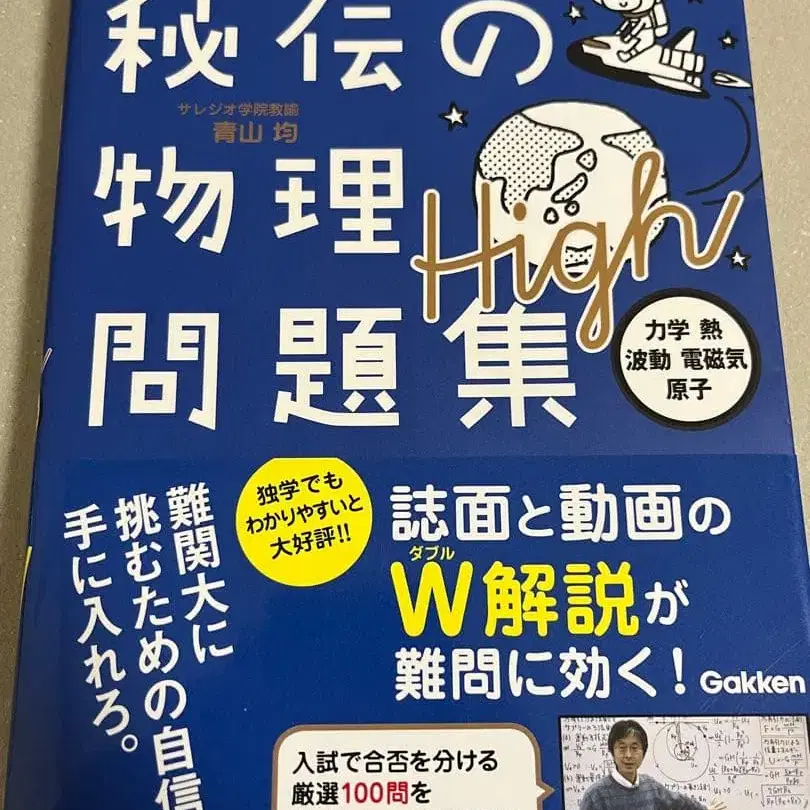 秘伝の
サレジオ学院教諭
青山 均
物理
High
問題集
力学 熱
波動 電磁気
原子
難関大に
挑むための自信
手に入れろ。
独学でも
わかりやすいと
大好評!!
誌面と動画の
ダブル
W解説が
難問に効く!
Gakken
入試で合否を分ける
厳選100問を